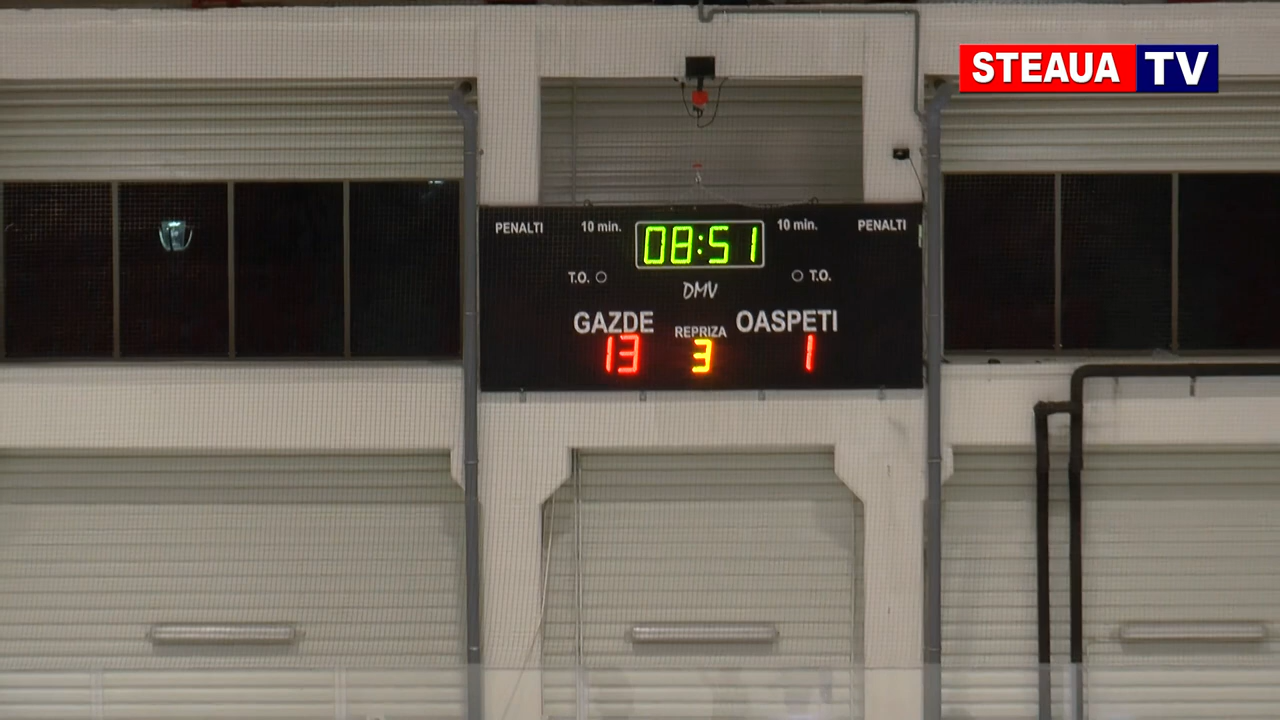 STEAUA TV
PENALTI 10 min. 08:51 10 min. PENALTI
T.O. T.O.
DMV
GAZDE REPRIZA OASPETI
13 3 1